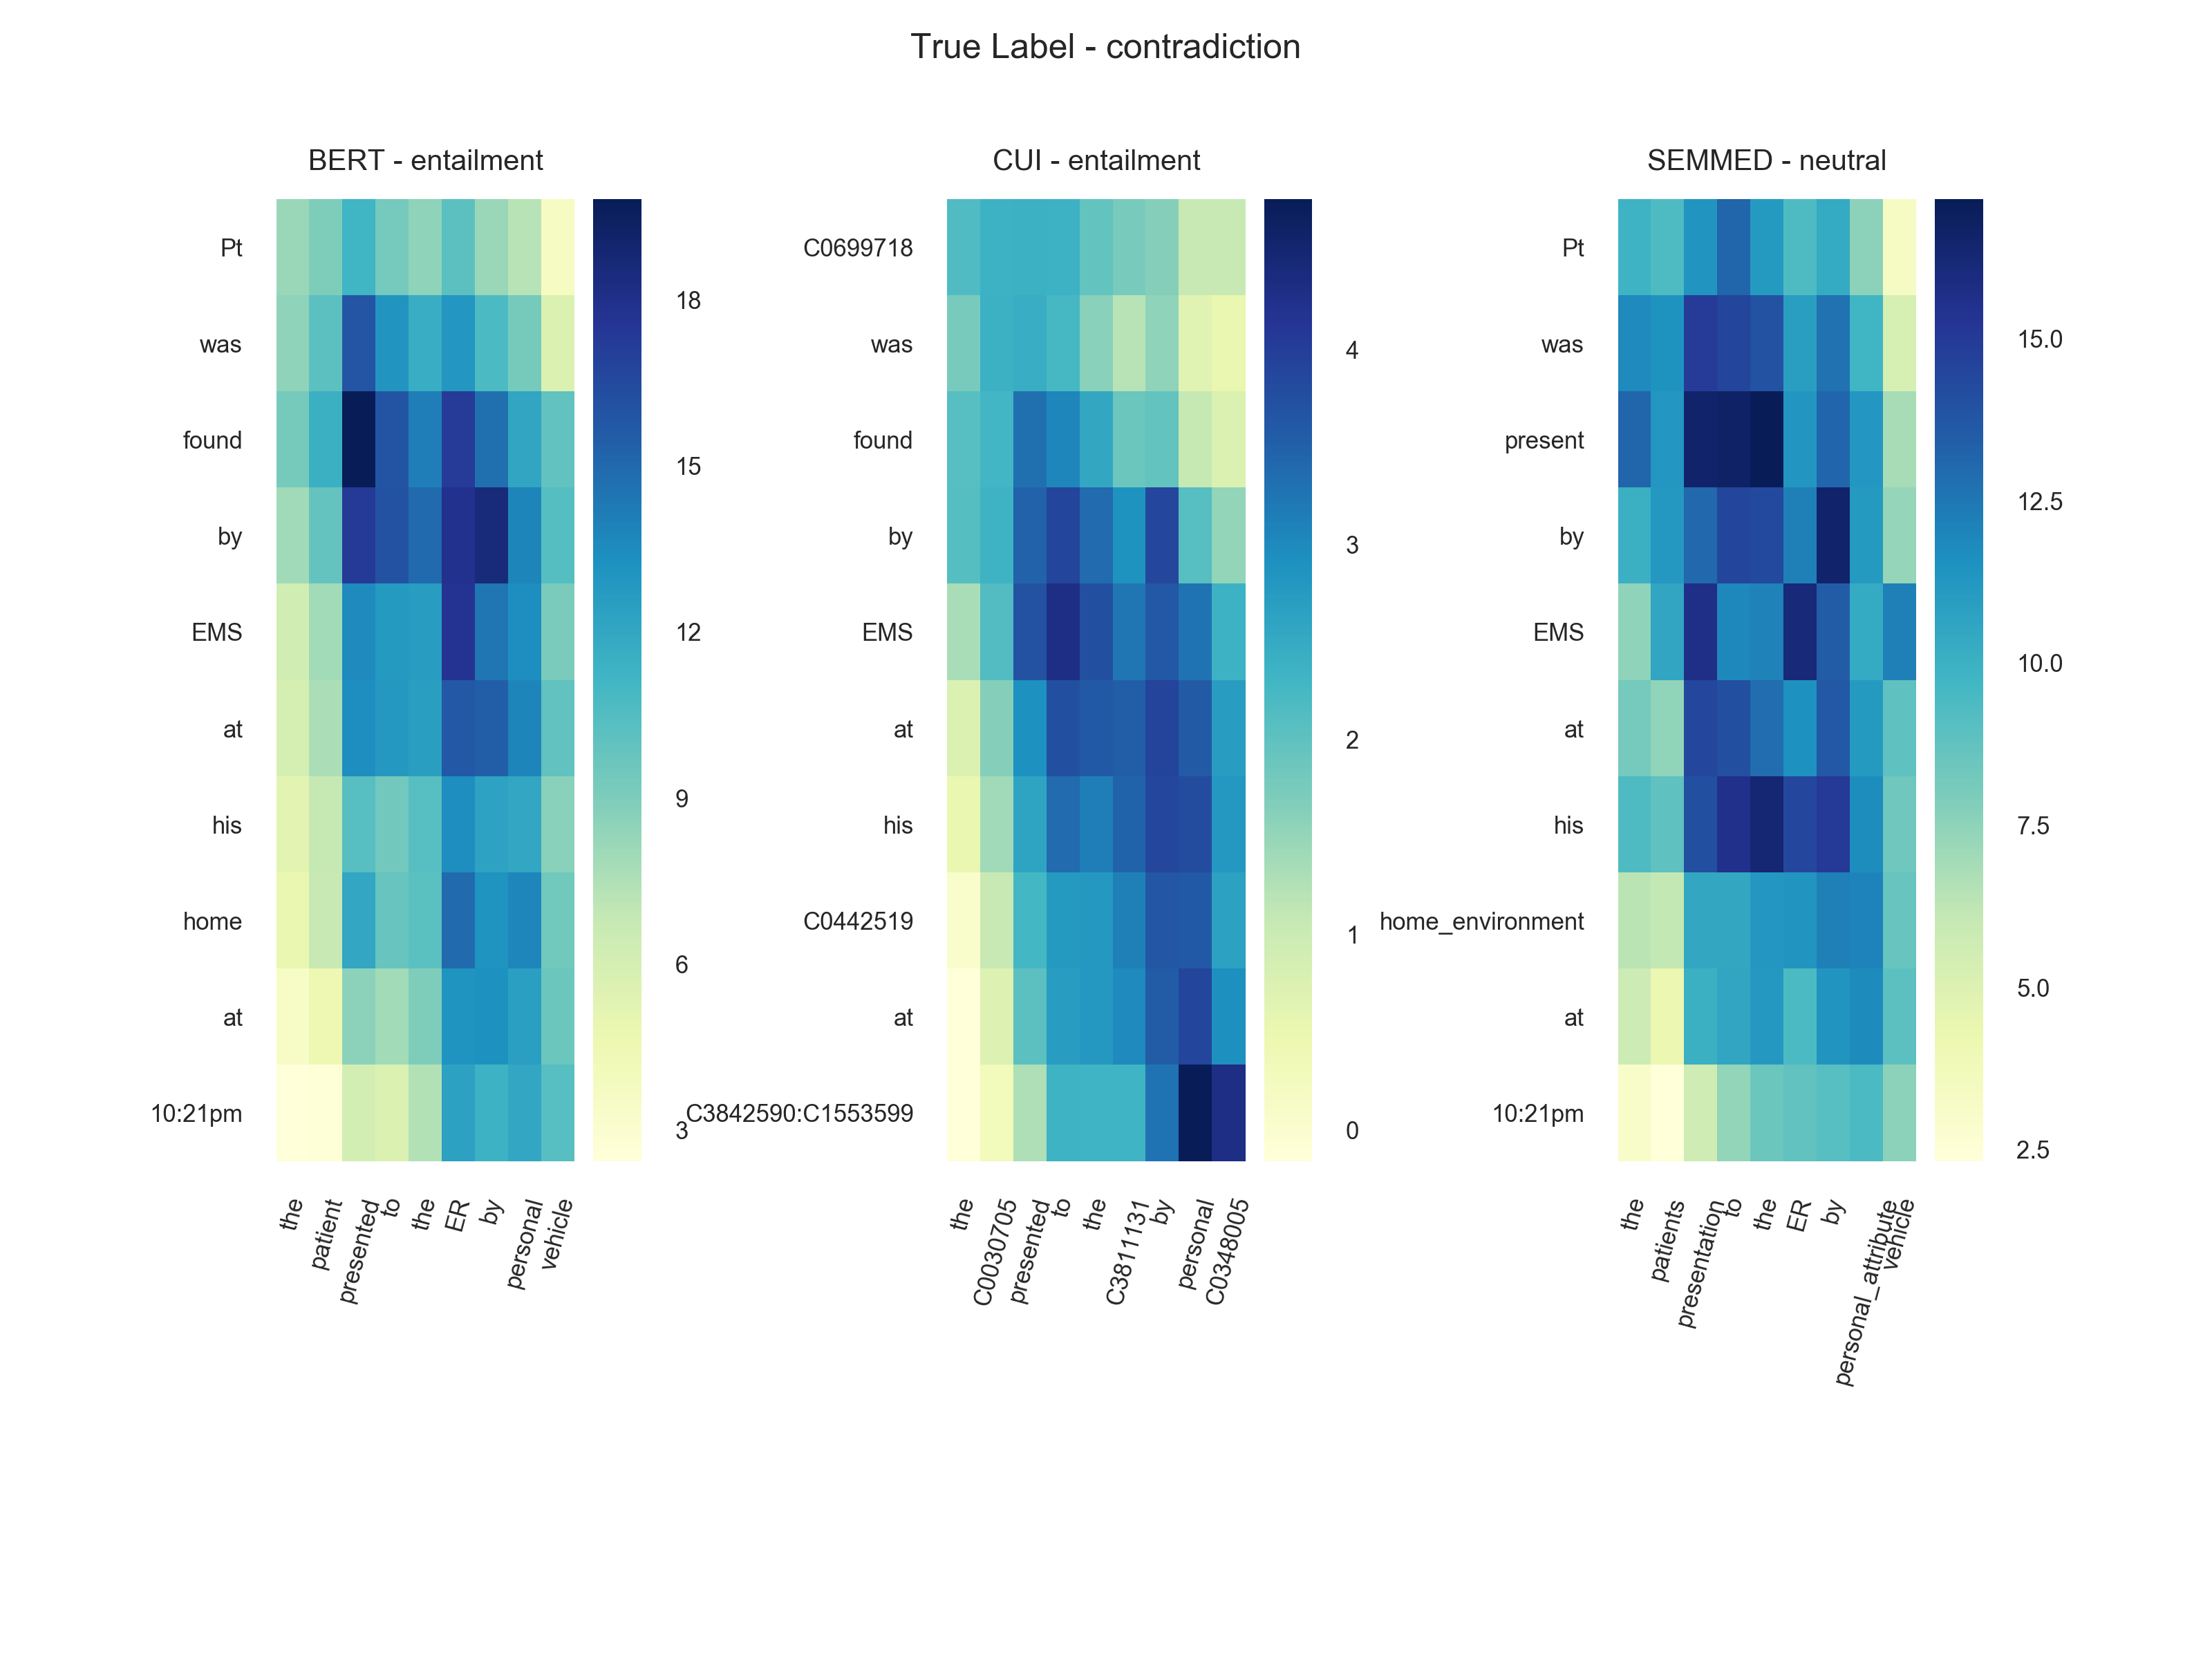 True Label - contradiction
BERT - entailment
Pt
was
found
by
EMS
at
his
home
at
10:21pm
the
patient
presented
to
the
ER
by
personal
vehicle
18
15
12
9
6
3
CUI - entailment
C0699718
was
found
by
EMS
at
his
C0442519
at
C3842590:C1553599
the
C0030705
presented
to
the
C3811131
by
personal
C0348005
4
3
2
1
0
SEMMED - neutral
Pt
was
present
by
EMS
at
his
home_environment
at
10:21pm
the
patients
presentation
to
the
ER
by
personal_attribute
vehicle
15.0
12.5
10.0
7.5
5.0
2.5